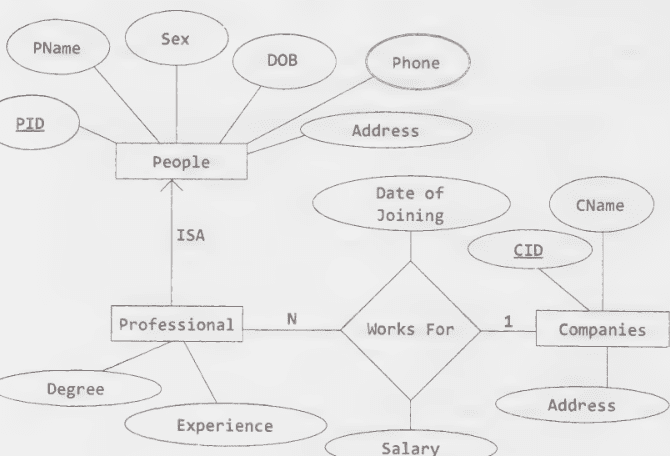 Sex
PName
DOB
Phone
PID
Address
People
Date of
Joining
CName
ISA
CID
Professional
N
Works For
1
Companies
Degree
Experience
Address
Salary